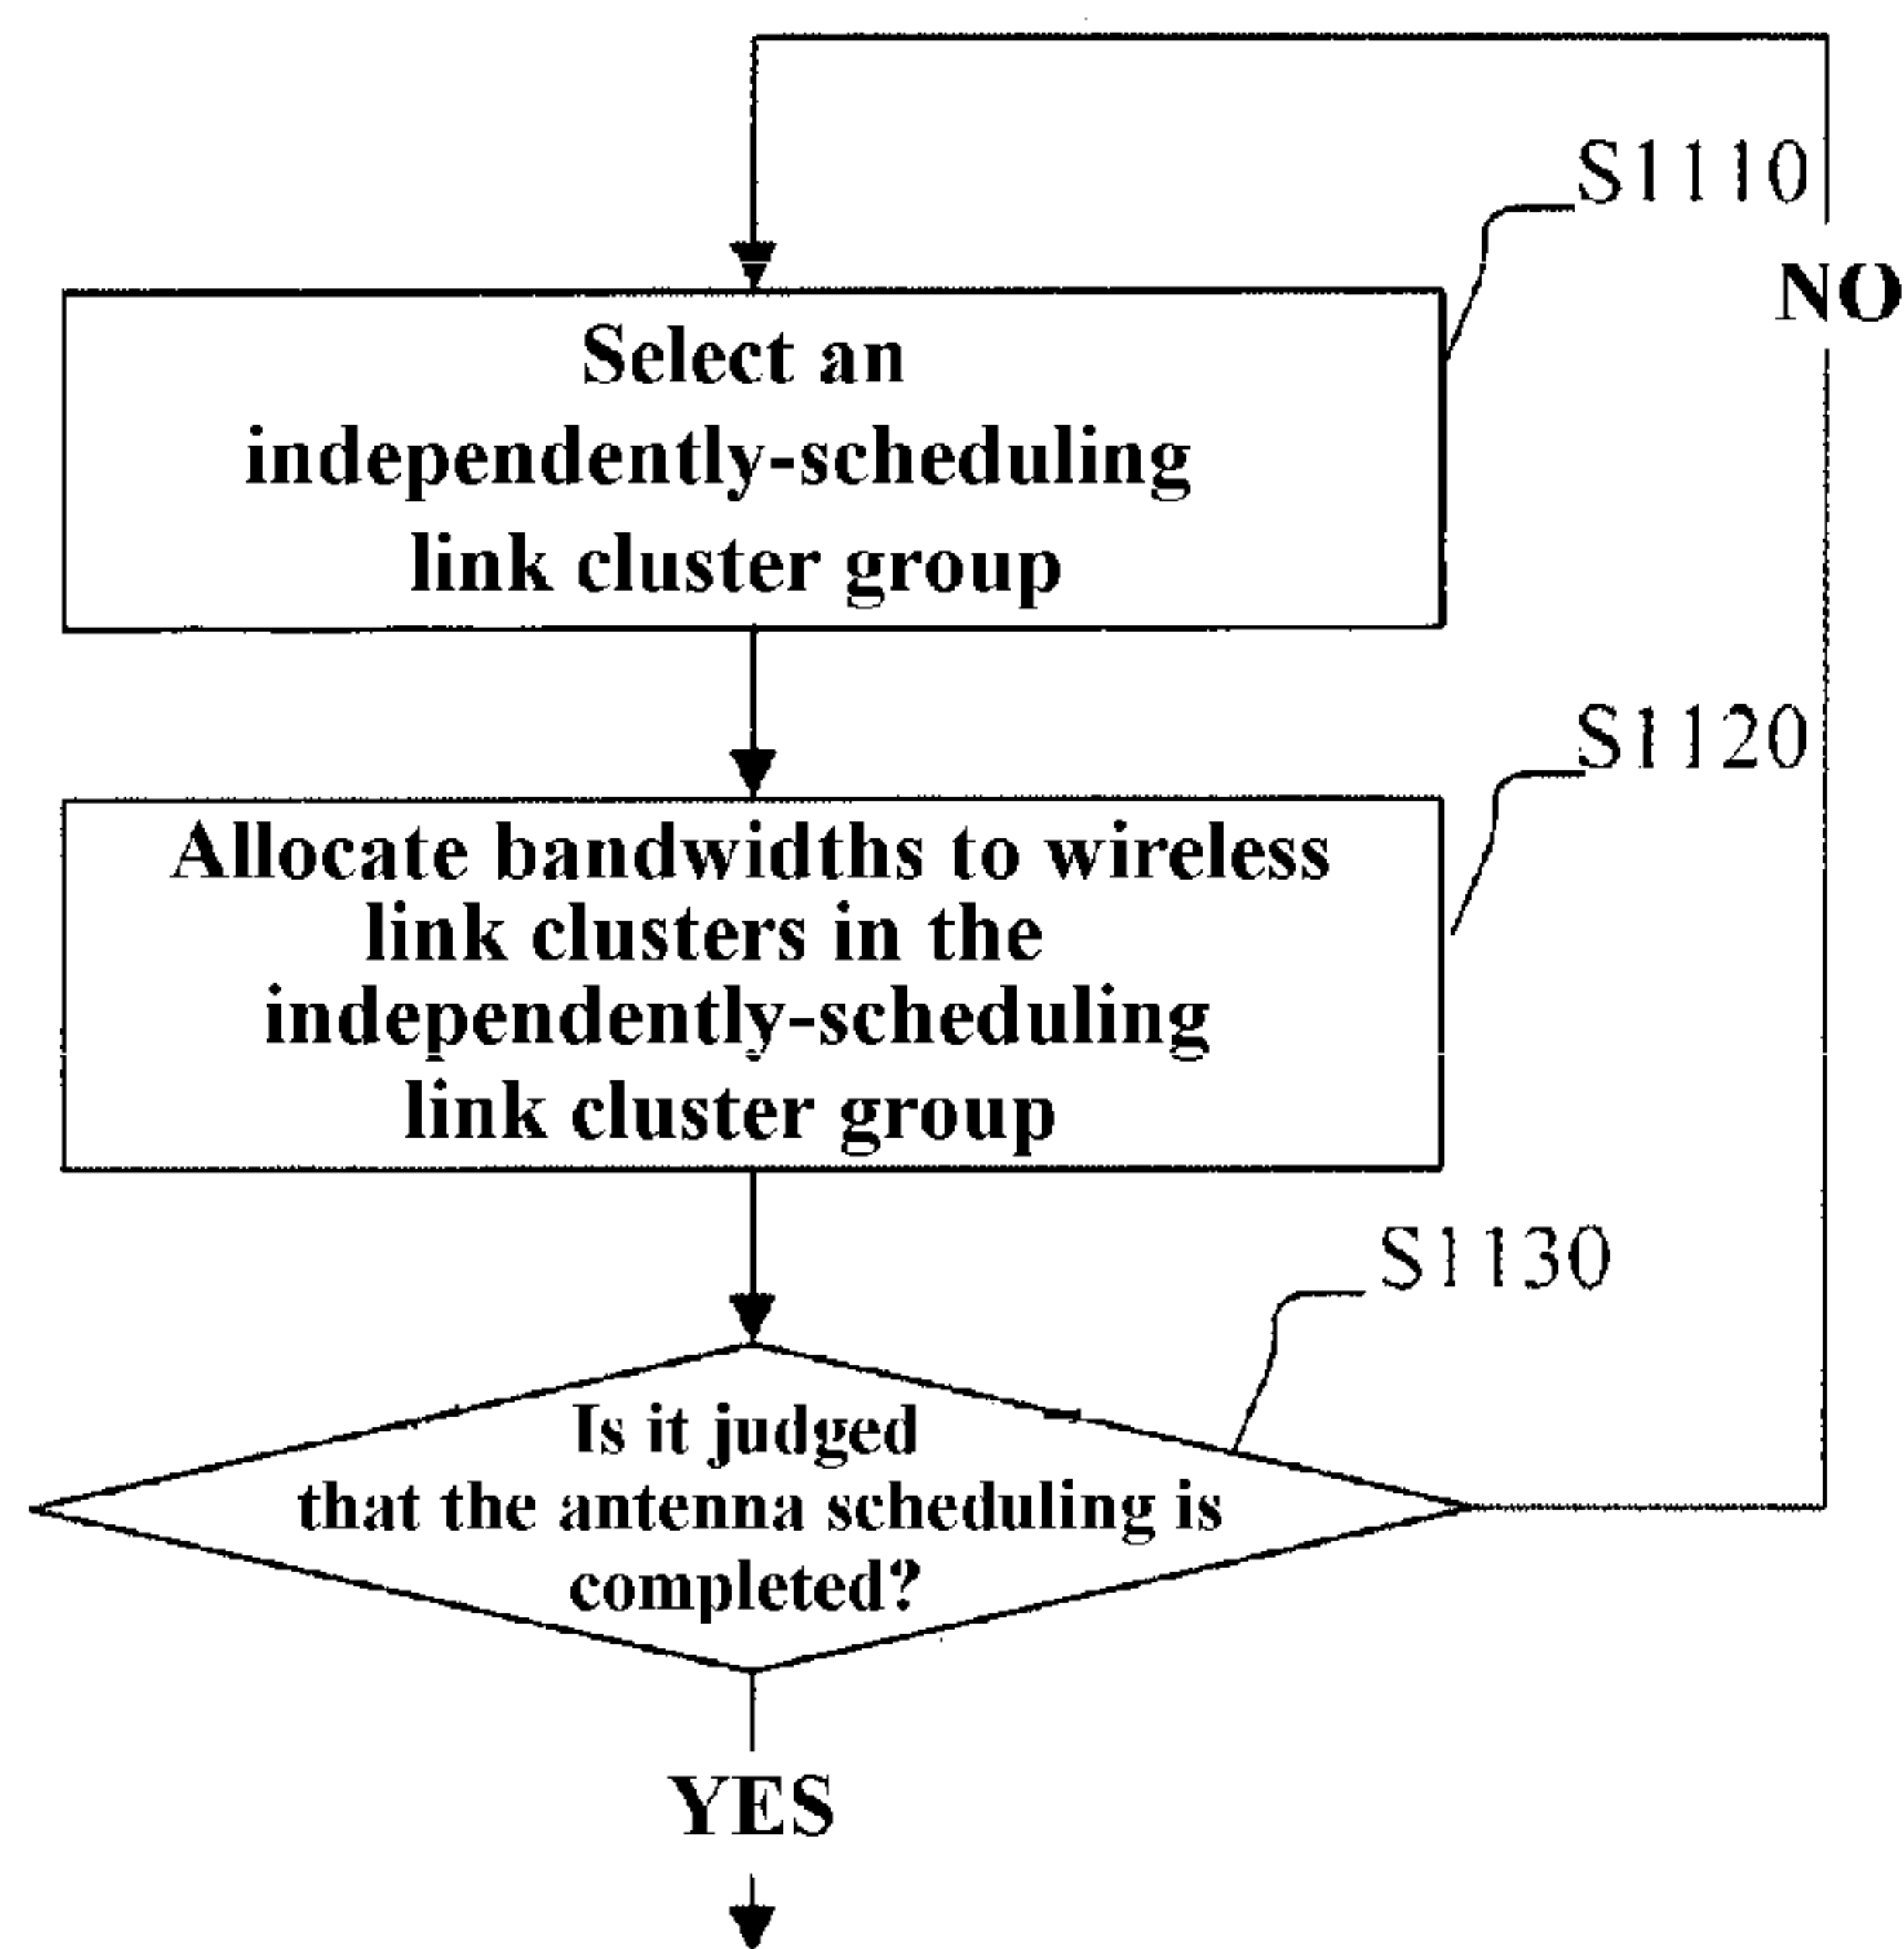 S1110
NO
Select an
independently-scheduling
link cluster group
S1120
Allocate bandwidths to wireless
link clusters in the
independently-scheduling
link cluster group
S1130
Is it judged
that the antenna scheduling is
completed?
YES